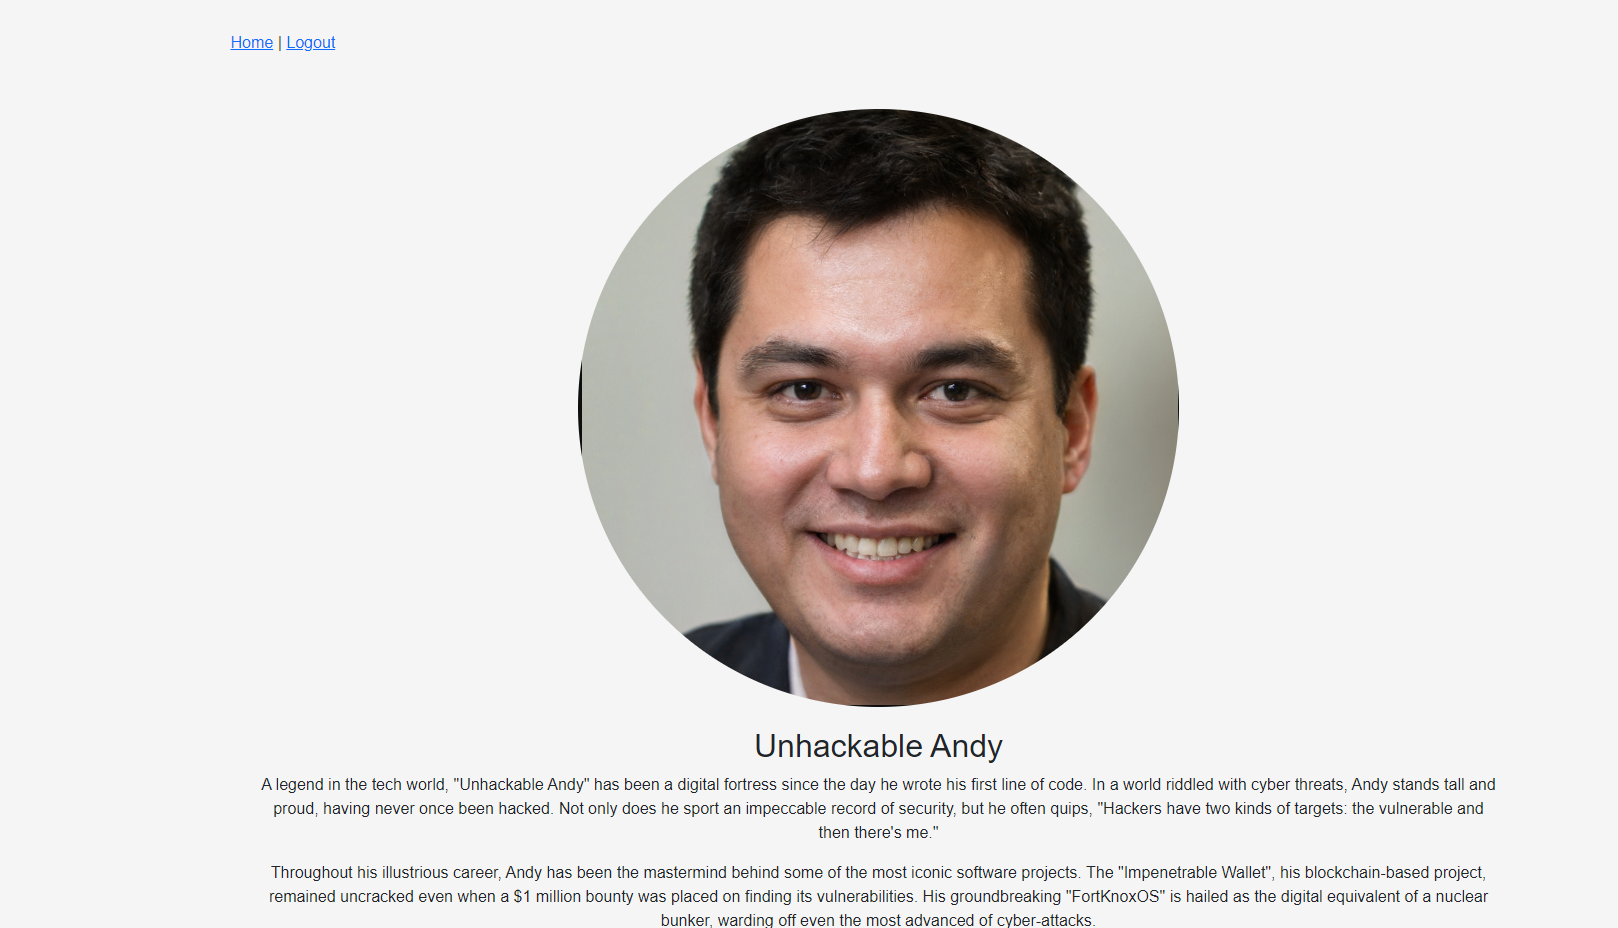 Home | Logout
Unhackable Andy
A legend in the tech world, "Unhackable Andy" has been a digital fortress since the day he wrote his first line of code. In a world riddled with cyber threats, Andy stands tall and
proud, having never once been hacked. Not only does he sport an impeccable record of security, but he often quips, "Hackers have two kinds of targets: the vulnerable and
then there's me."
Throughout his illustrious career, Andy has been the mastermind behind some of the most iconic software projects. The "Impenetrable Wallet", his blockchain-based project,
remained uncracked even when a $1 million bounty was placed on finding its vulnerabilities. His groundbreaking "FortKnoxOS" is hailed as the digital equivalent of a nuclear
bunker, warding off even the most advanced of cyber-attacks.